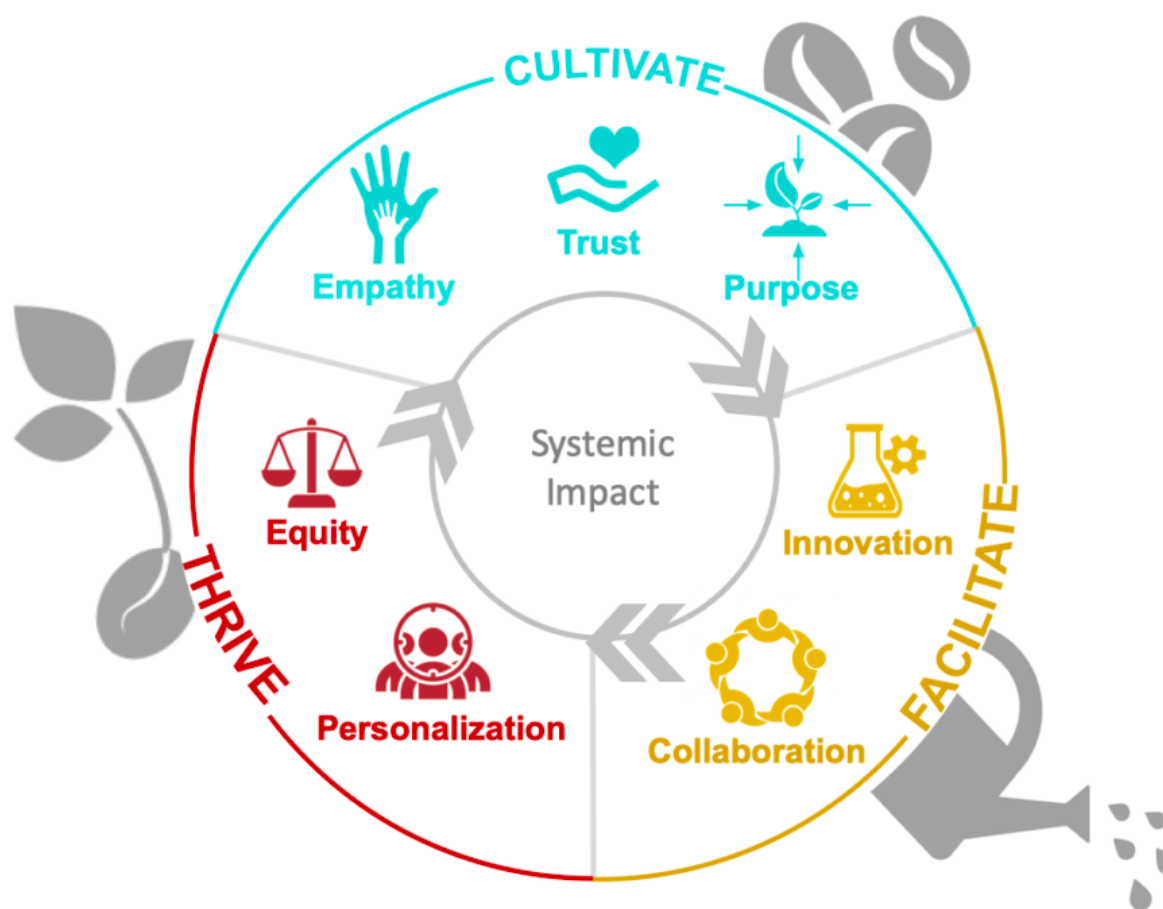 CULTIVATE
Empathy
Trust
Purpose
Systemic
Impact
Equity
Innovation
THRIVE
FACILITATE
Personalization
Collaboration